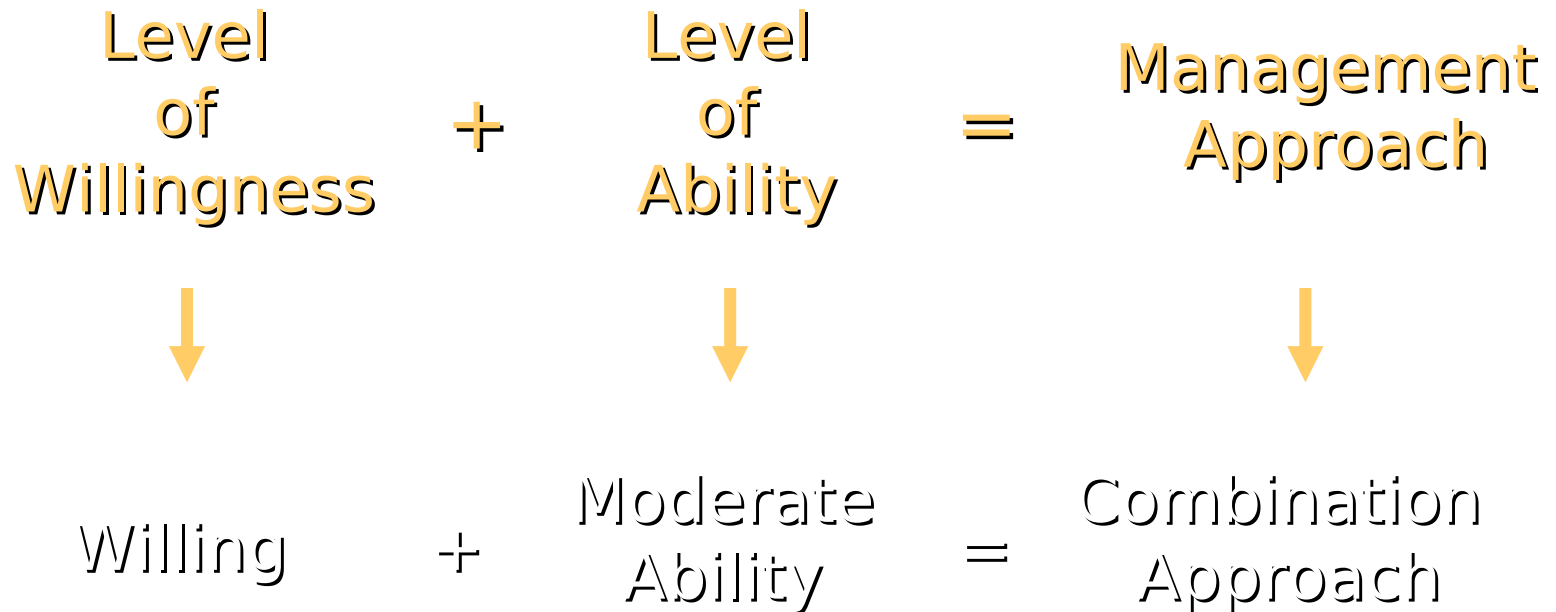 Level
of
Willingness
+
Level
of
Ability
=
Management
Approach
Willing
+
Moderate
Ability
=
Combination
Approach